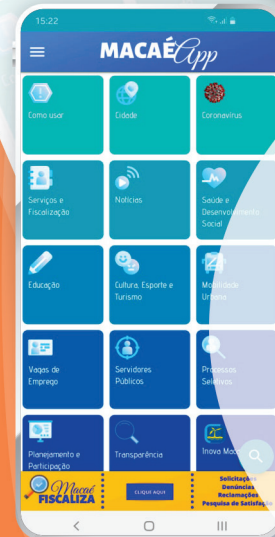 15:22
MACAÉ App
Como usar
Cidade
Coronavírus
Serviços e
Fiscalização
Notícias
Saúde e
Desenvolvimento
Social
Educação
Cultura, Esporte e
Turismo
Mobilidade
Urbana
Vagas de
Emprego
Servidores
Públicos
Processos
Seletivos
Planejamento e
Participação
Transparência
Inova Macaé
Macaé
FISCALIZA
CLIQUE AQUI
Solicitações
Denúncias
Reclamações
Pesquisa de Satisfação